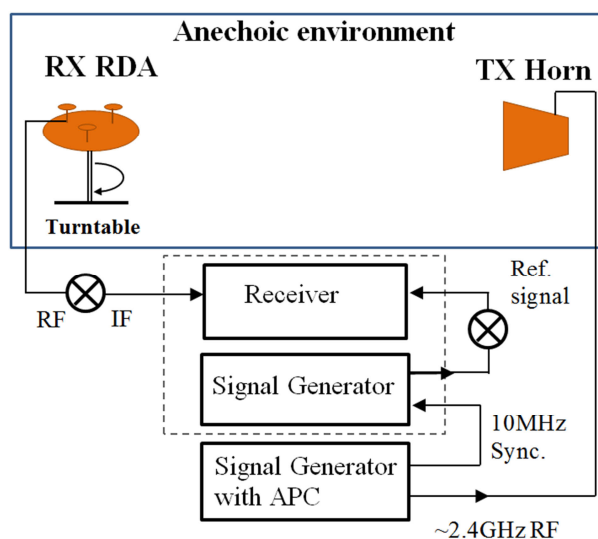 Anechoic environment
RX RDA
TX Horn
Turntable
Receiver
Ref.
signal
RF
IF
Signal Generator
10MHz
Sync.
Signal Generator
with APC
~2.4GHz RF